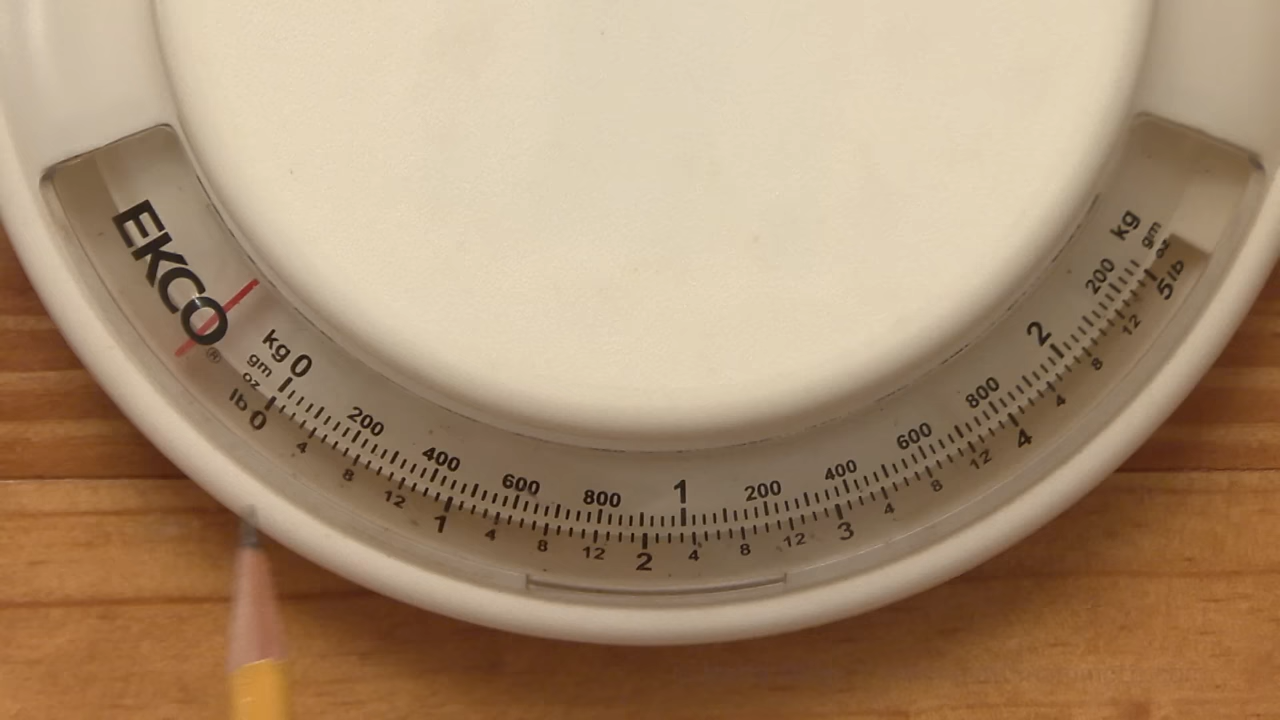 EKCO®
kg 0 200 400 600 800 1 200 400 600 800 2 200 kg
gm gm
oz 4 8 12 4 8 12 4 8 12 4 8 12 4 8 12 oz
lb 0 1 2 3 4 5 lb